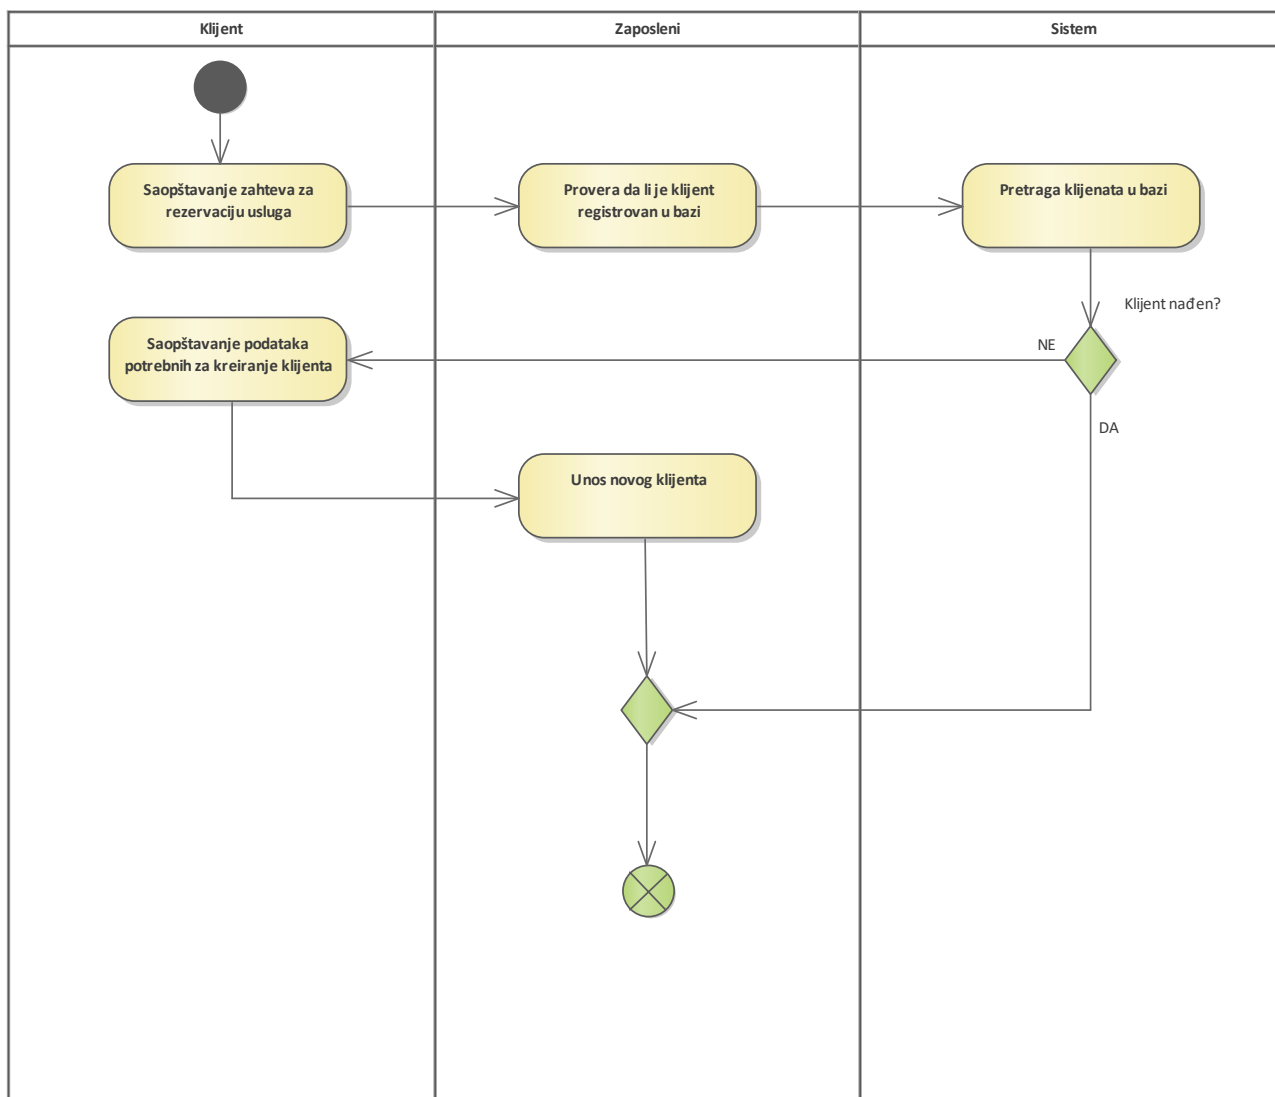 Klijent
Zaposleni
Sistem
Saopštavanje zahteva za
rezervaciju usluga
Provera da li je klijent
registrovan u bazi
Pretraga klijenata u bazi
Klijent nađen?
NE
Saopštavanje podataka
potrebnih za kreiranje klijenta
DA
Unos novog klijenta